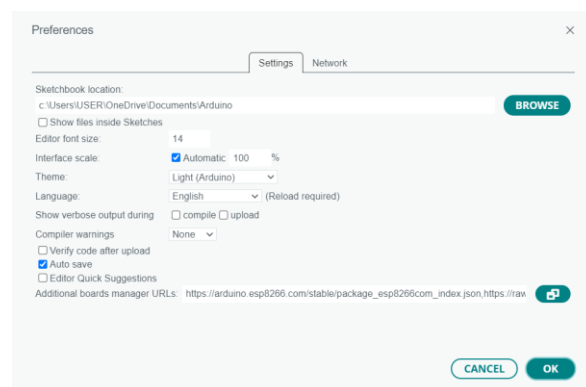 Preferences
Settings Network
Sketchbook location:
c:\Users\USER\OneDrive\Documents\Arduino BROWSE
Show files inside Sketches
Editor font size: 14
Interface scale: Automatic 100 %
Theme: Light (Arduino)
Language: English (Reload required)
Show verbose output during compile upload
Compiler warnings None
Verify code after upload
Auto save
Editor Quick Suggestions
Additional boards manager URLs: https://arduino.esp8266.com/stable/package_esp8266com_index.json,https://raw
CANCEL OK